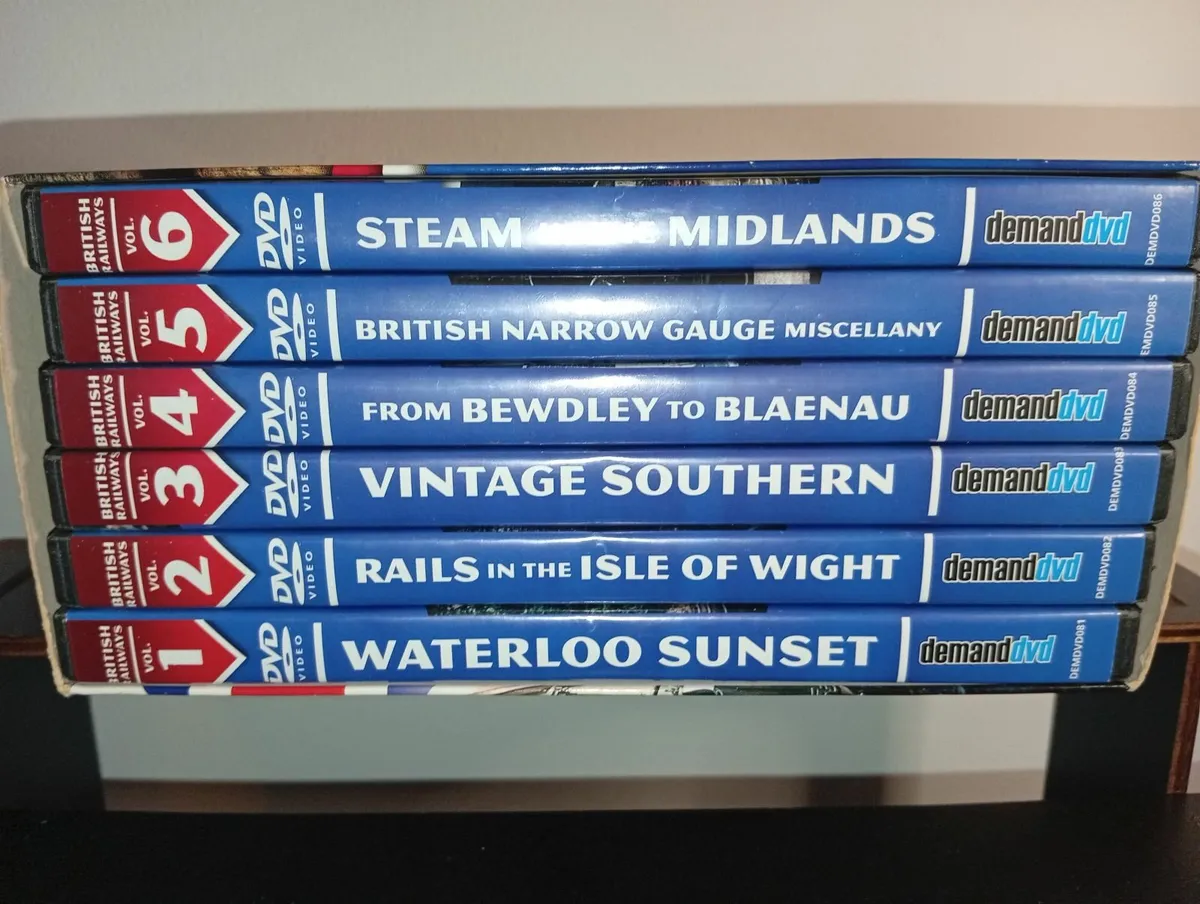 BRITISH RAILWAYS VOL. 6 DVD VIDEO STEAM MIDLANDS demanddvd DEMDVD086
BRITISH RAILWAYS VOL. 5 DVD VIDEO BRITISH NARROW GAUGE MISCELLANY demanddvd EMDVD085
BRITISH RAILWAYS VOL. 4 DVD VIDEO FROM BEWDLEY TO BLAENAU demanddvd DEMDVD084
BRITISH RAILWAYS VOL. 3 DVD VIDEO VINTAGE SOUTHERN demanddvd DEMDVD083
BRITISH RAILWAYS VOL. 2 DVD VIDEO RAILS IN THE ISLE OF WIGHT demanddvd DEMDVD082
BRITISH RAILWAYS VOL. 1 DVD VIDEO WATERLOO SUNSET demanddvd DEMDVD081